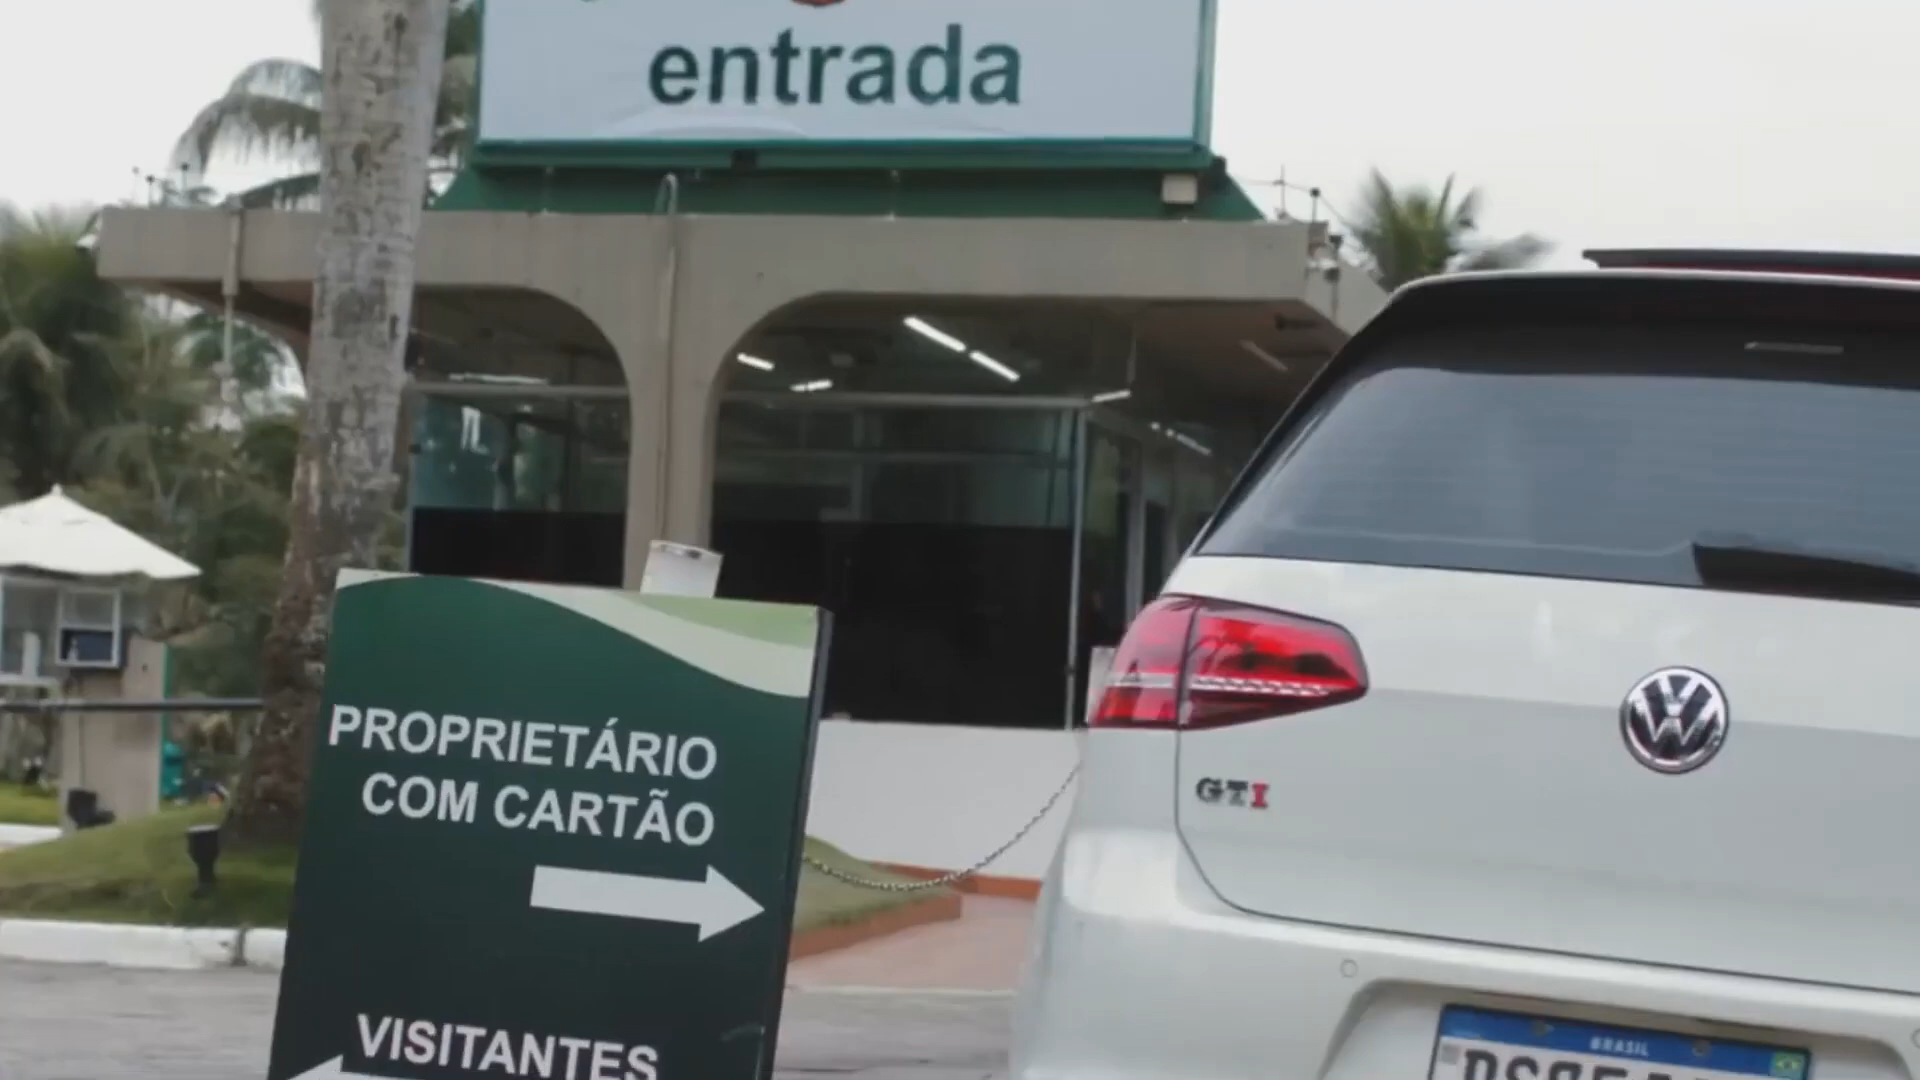 entrada
PROPRIETÁRIO
COM CARTÃO
VISITANTES
GTI
BRASIL